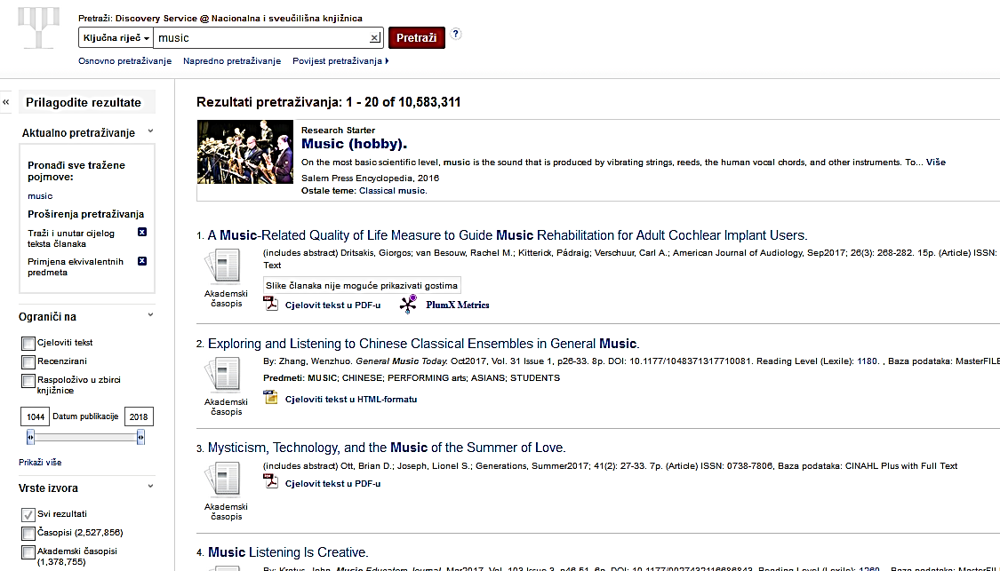 Pretraži: Discovery Service @ Nacionalna i sveučilišna knjižnica
Ključna riječ music Pretraži ?
Osnovno pretraživanje Napredno pretraživanje Povijest pretraživanja
« Prilagodite rezultate
Aktualno pretraživanje
Pronađi sve tražene
pojmove:
music
Proširenja pretraživanja
Traži i unutar cijelog
teksta članaka
Primjena ekvivalentnih
predmeta
Ograniči na
Cjeloviti tekst
Recenzirani
Raspoloživo u zbirci
knjižnice
1044 Datum publikacije 2018
Prikaži više
Vrste izvora
Svi rezultati
Časopisi (2,527,856)
Akademski časopisi
(1,378,755)
Rezultati pretraživanja: 1 - 20 of 10,583,311
Research Starter
Music (hobby).
On the most basic scientific level, music is the sound that is produced by vibrating strings, reeds, the human vocal chords, and other instruments. To... Više
Salem Press Encyclopedia, 2016
Ostale teme: Classical music.
1. A Music-Related Quality of Life Measure to Guide Music Rehabilitation for Adult Cochlear Implant Users.
(includes abstract) Dritsakis, Giorgos; van Besouw, Rachel M.; Kitterick, Pádraig; Verschuur, Carl A.; American Journal of Audiology, Sep2017; 26(3): 268-282. 15p. (Article) ISSN:
Text
Slike članaka nije moguće prikazivati gostima
Akademski
časopis
PDF Cjelovit tekst u PDF-u PlumX Metrics
2. Exploring and Listening to Chinese Classical Ensembles in General Music.
By: Zhang, Wenzhuo. General Music Today. Oct2017, Vol. 31 Issue 1, p26-33. 8p. DOI: 10.1177/1048371317710081. Reading Level (Lexile): 1180. , Baza podataka: MasterFILE
Predmeti: MUSIC; CHINESE; PERFORMING arts; ASIANS; STUDENTS
Akademski
časopis
Cjeloviti tekst u HTML-formatu
3. Mysticism, Technology, and the Music of the Summer of Love.
(includes abstract) Ott, Brian D.; Joseph, Lionel S.; Generations, Summer2017; 41(2): 27-33. 7p. (Article) ISSN: 0738-7806, Baza podataka: CINAHL Plus with Full Text
PDF Cjelovit tekst u PDF-u
Akademski
časopis
4. Music Listening Is Creative.